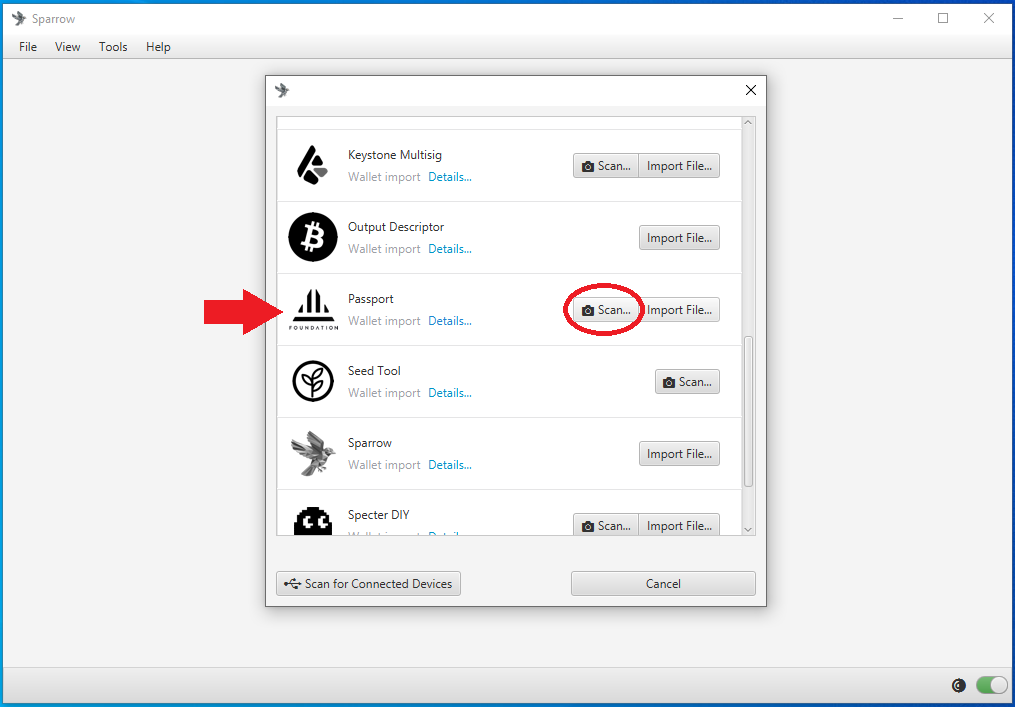 Sparrow
File View Tools Help
Keystone Multisig
Wallet import Details...
Scan... Import File...
Output Descriptor
Wallet import Details...
Import File...
Passport
Wallet import Details...
FOUNDATION
Scan... Import File...
Seed Tool
Wallet import Details...
Scan...
Sparrow
Wallet import Details...
Import File...
Specter DIY
Scan... Import File...
Scan for Connected Devices
Cancel